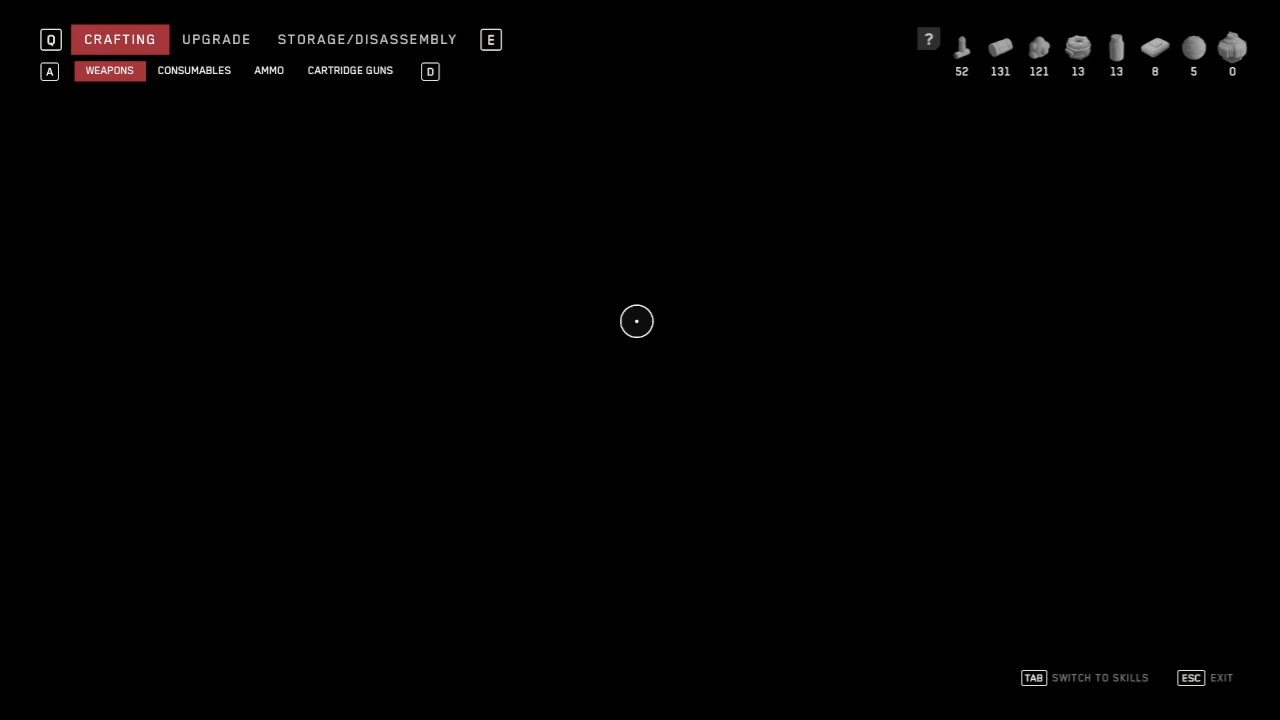 Q CRAFTING UPGRADE STORAGE/DISASSEMBLY E ?
A WEAPONS CONSUMABLES AMMO CARTRIDGE GUNS D
52 131 121 13 13 8 5 0
TAB SWITCH TO SKILLS ESC EXIT